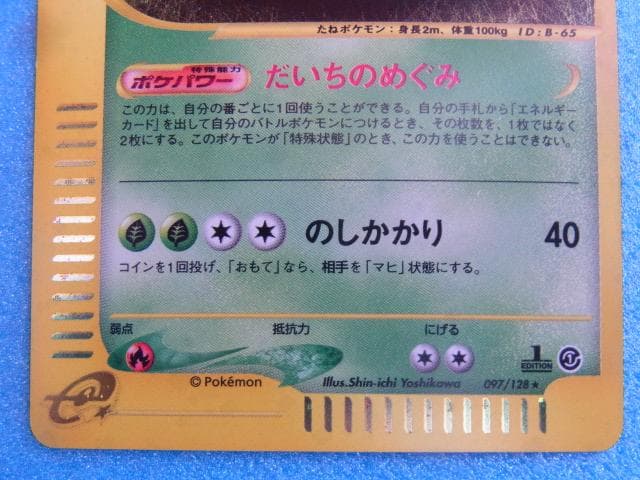 たねポケモン：身長2m、体重100kg ID:B-65
特殊能力
ポケパワー だいちのめぐみ
この力は、自分の番ごとに1回使うことができる。自分の手札から「エネルギー
カード」を出して自分のバトルポケモンにつけるとき、その枚数を、1枚ではなく
2枚にする。このポケモンが「特殊状態」のとき、この力を使うことはできない。
のしかかり 40
コインを1回投げ、「おもて」なら、相手を「マヒ」状態にする。
弱点 抵抗力 にげる
1 EDITION
© Pokémon Illus.Shin-ichi Yoshikawa 097/128★
e